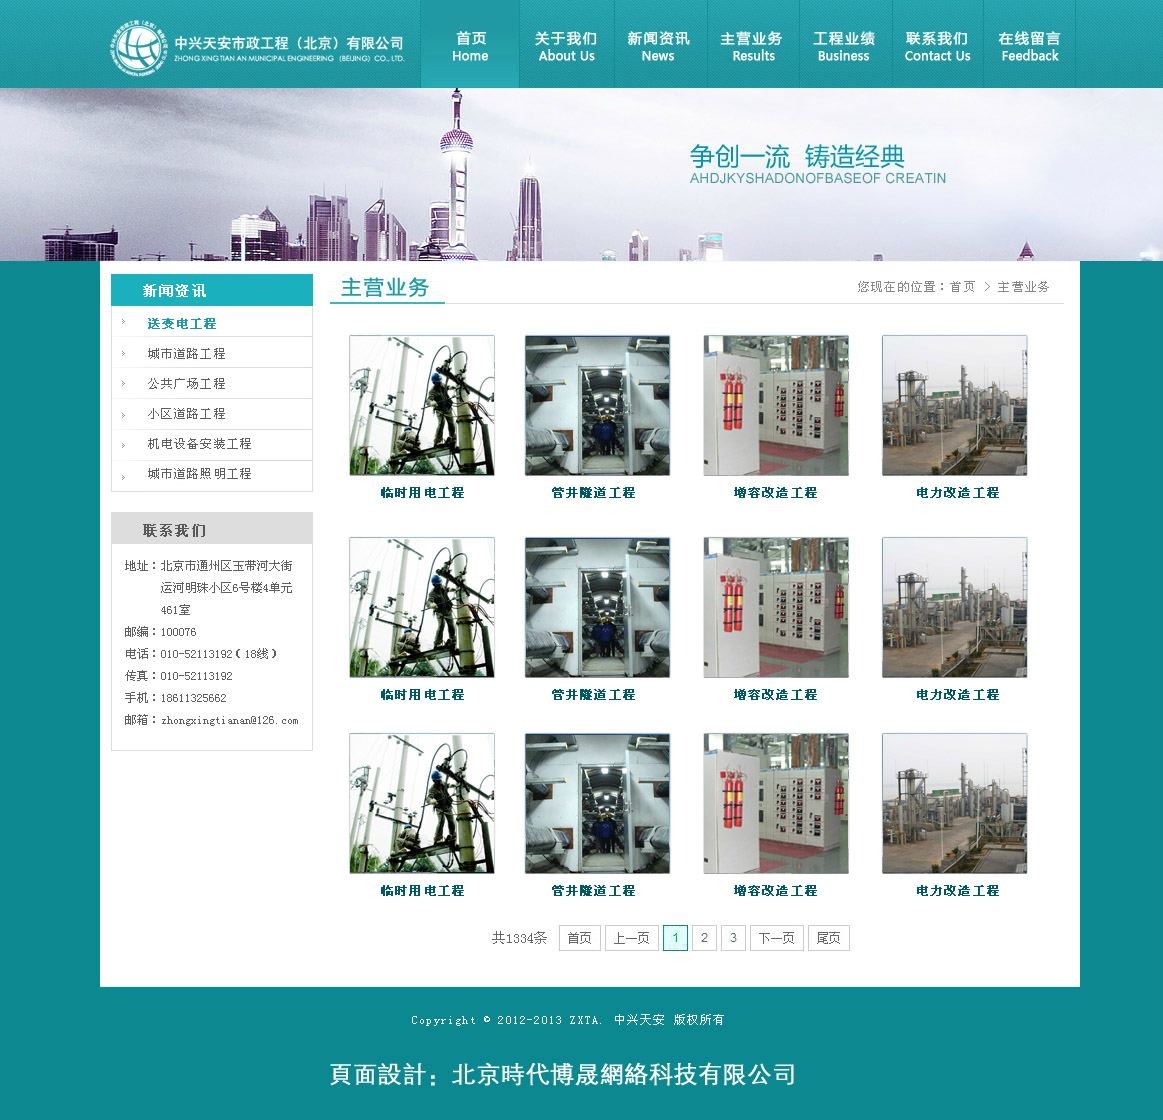 中兴天安市政工程（北京）有限公司
ZHONG XING TIAN AN MUNICIPAL ENGINEERING (BEIJING) CO., LTD.
首页
Home
关于我们
About Us
新闻资讯
News
主营业务
Results
工程业绩
Business
联系我们
Contact Us
在线留言
Feedback
争创一流 铸造经典
AHDJKYSHADONOFBASEOF CREATIN
新闻资讯
送变电工程
城市道路工程
公共广场工程
小区道路工程
机电设备安装工程
城市道路照明工程
联系我们
地址：北京市通州区玉带河大街
运河明珠小区6号楼4单元
461室
邮编：100076
电话：010-52113192（18线）
传真：010-52113192
手机：18611325662
邮箱：zhongxingtianan@126.com
主营业务
您现在的位置：首页 > 主营业务
临时用电工程
管井隧道工程
增容改造工程
电力改造工程
临时用电工程
管井隧道工程
增容改造工程
电力改造工程
临时用电工程
管井隧道工程
增容改造工程
电力改造工程
共1334条 首页 上一页 1 2 3 下一页 尾页
Copyright © 2012-2013 ZXTA. 中兴天安 版权所有
頁面設計：北京時代博晟網絡科技有限公司